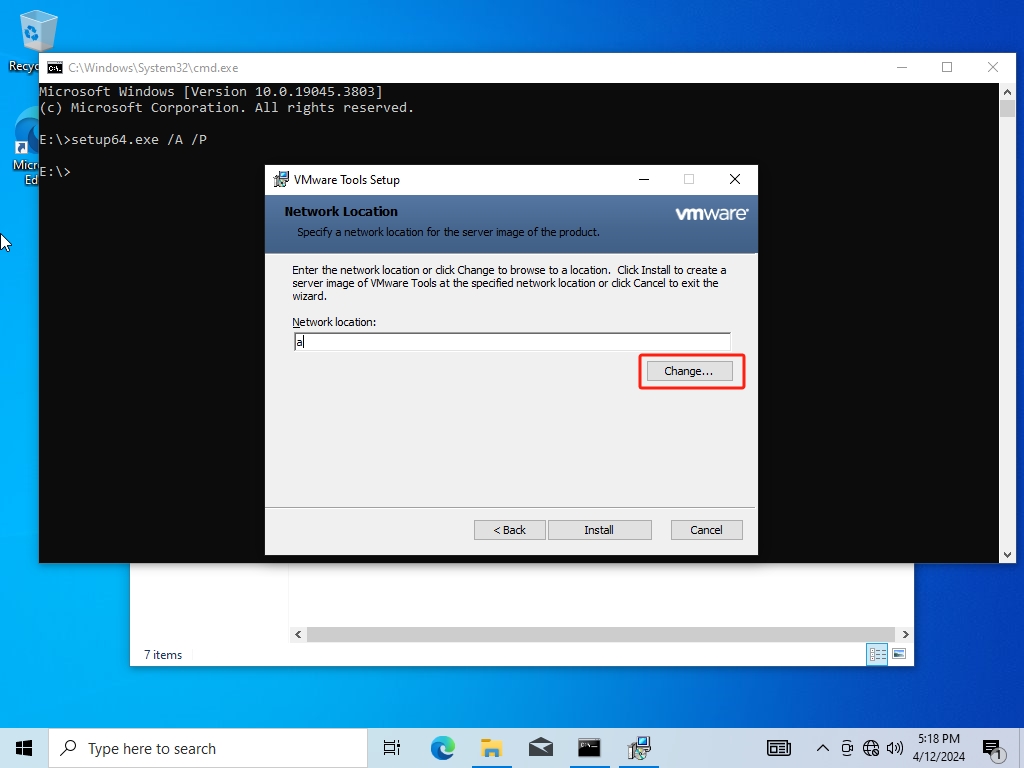 Recyc
C:\Windows\System32\cmd.exe
Microsoft Windows [Version 10.0.19045.3803]
(c) Microsoft Corporation. All rights reserved.
E:\>setup64.exe /A /P
E:\>
Micr
Ed
VMware Tools Setup
Network Location
vmware®
Specify a network location for the server image of the product.
Enter the network location or click Change to browse to a location.  Click Install to create a
server image of VMware Tools at the specified network location or click Cancel to exit the
wizard.
Network location:
a
Change...
< Back
Install
Cancel
7 items
Type here to search
5:18 PM
4/12/2024
1